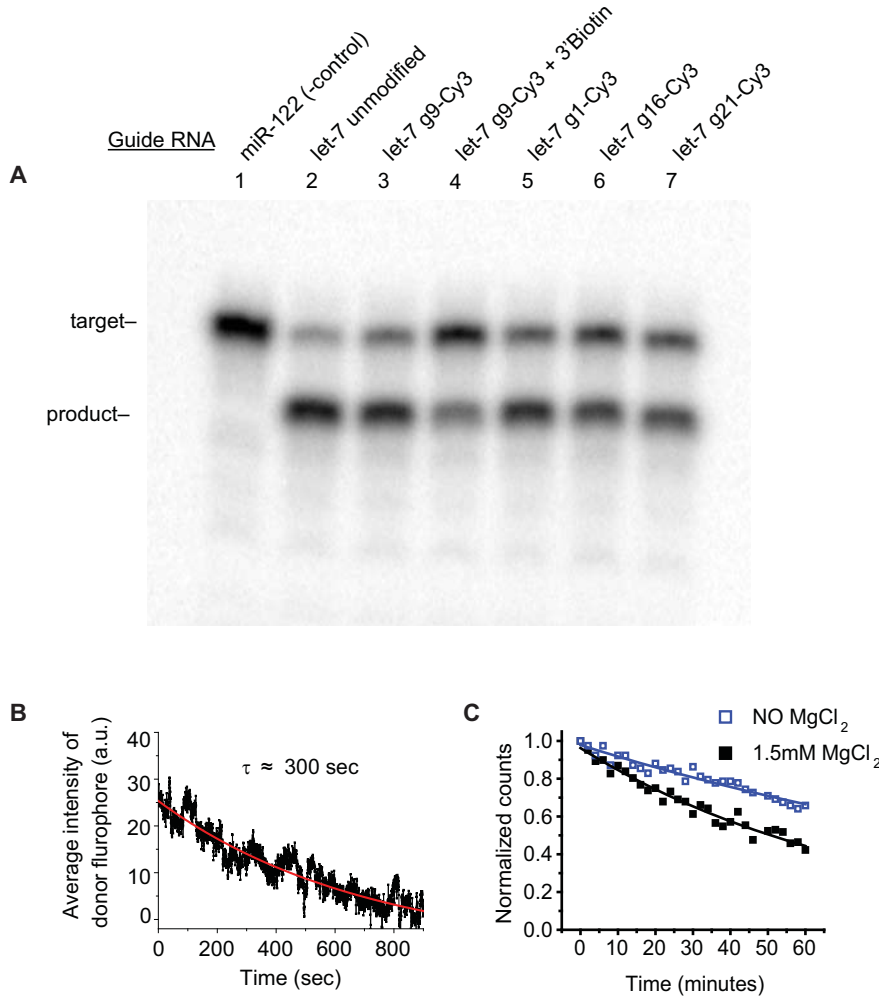 Guide RNA
miR-122 (-control)
let-7 unmodified
let-7 g9-Cy3
let-7 g9-Cy3 + 3'Biotin
let-7 g1-Cy3
let-7 g16-Cy3
let-7 g21-Cy3
A
1 2 3 4 5 6 7
target–
product–
B
Average intensity of
donor flurophore (a.u.)
40
30
20
10
0
τ ≈ 300 sec
0 200 400 600 800
Time (sec)
C
NO MgCl2
1.5mM MgCl2
Normalized counts
1.0
0.8
0.6
0.4
0.2
0.0
0 10 20 30 40 50 60
Time (minutes)